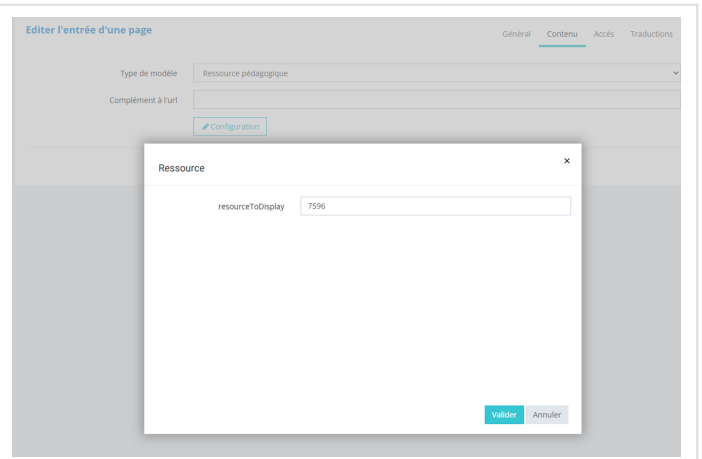 Editer l'entrée d'une page
Général Contenu Accès Traductions
Type de modèle Ressource pédagogique
Complément à l'url
Configuration
Ressource ×
resourceToDisplay 7596
Valider Annuler